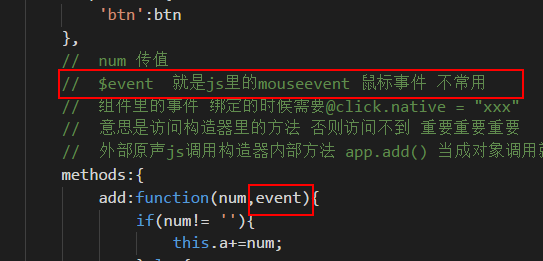 'btn':btn
},
// num 传值
// $event 就是js里的mouseevent 鼠标事件 不常用
// 组件里的事件 绑定的时候需要@click.native = "xxx"
// 意思是访问构造器里的方法 否则访问不到 重要重要重要
// 外部原声js调用构造器内部方法 app.add() 当成对象调用
methods:{
add:function(num,event){
if(num!= ''){
this.a+=num;